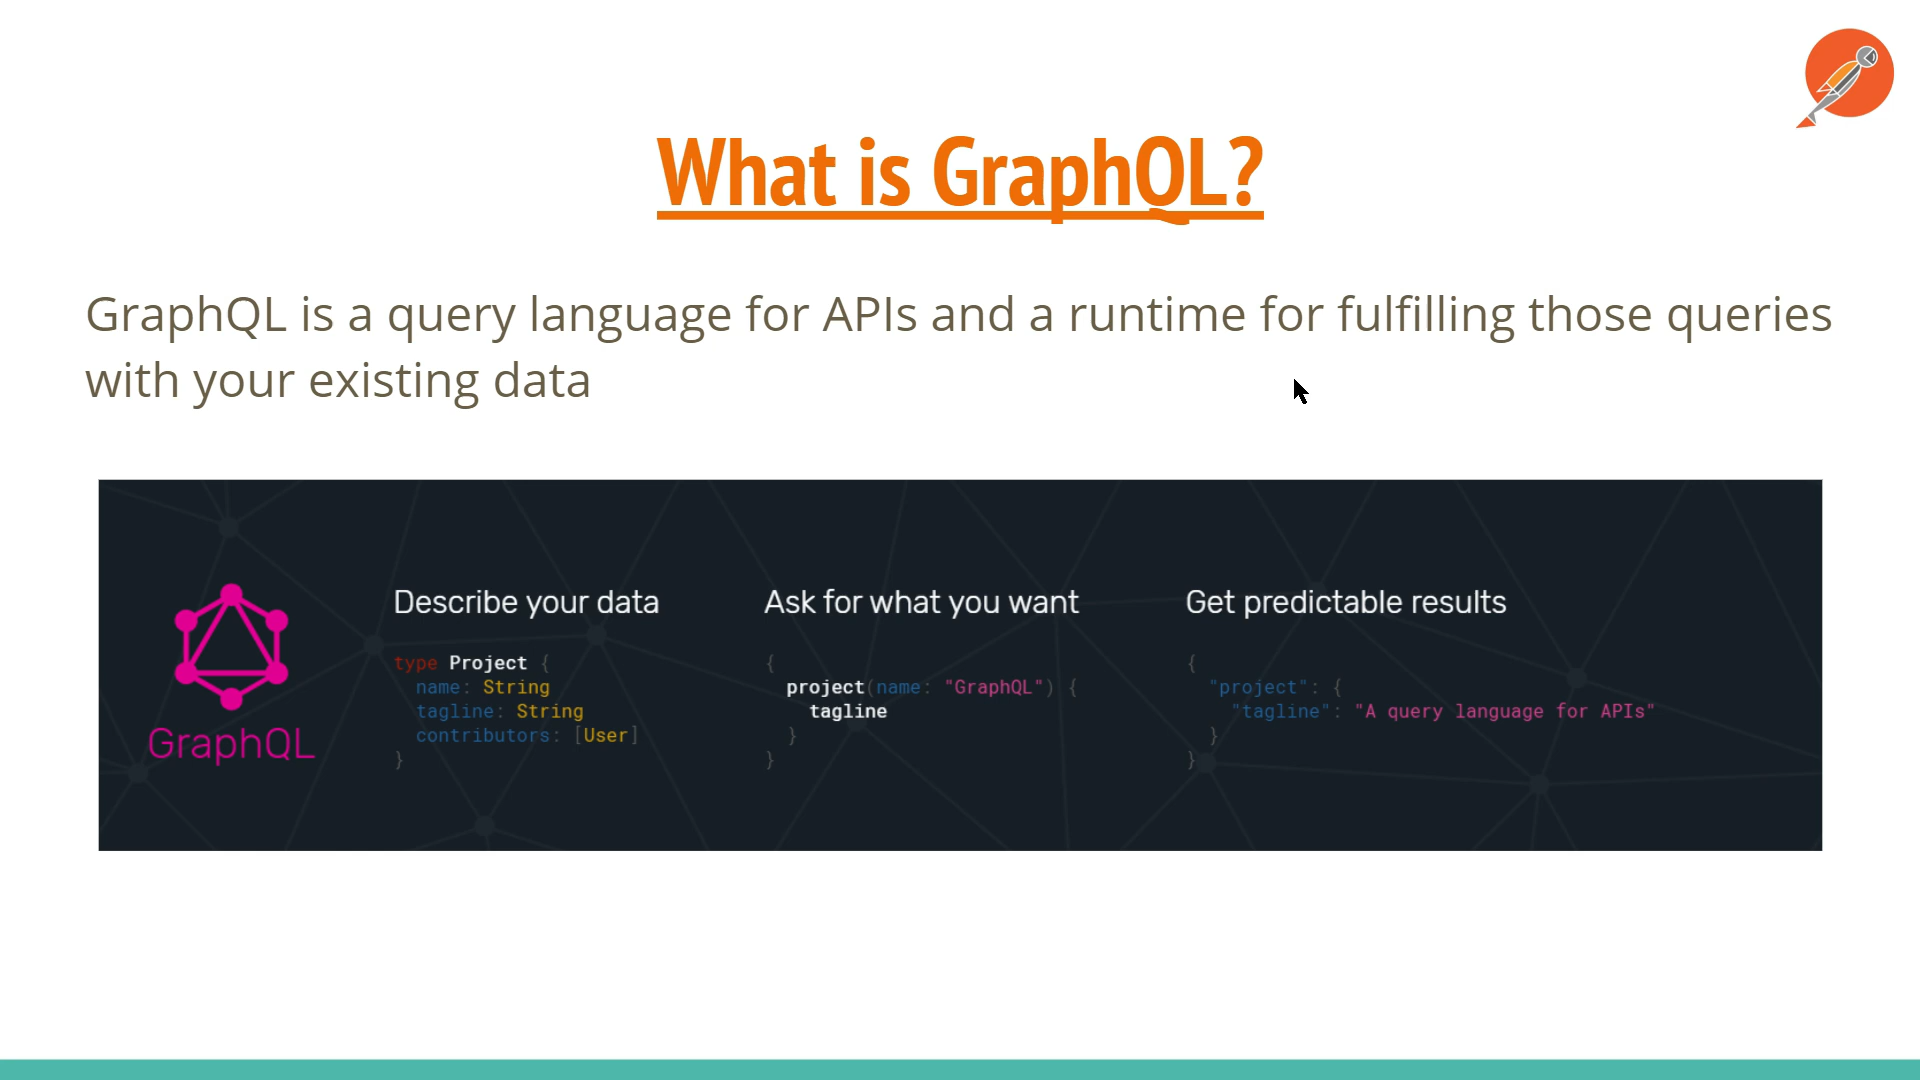 What is GraphQL?
GraphQL is a query language for APIs and a runtime for fulfilling those queries
with your existing data
GraphQL
Describe your data
type Project {
  name: String
  tagline: String
  contributors: [User]
}
Ask for what you want
{
  project(name: "GraphQL") {
    tagline
  }
}
Get predictable results
{
  "project": {
    "tagline": "A query language for APIs"
  }
}